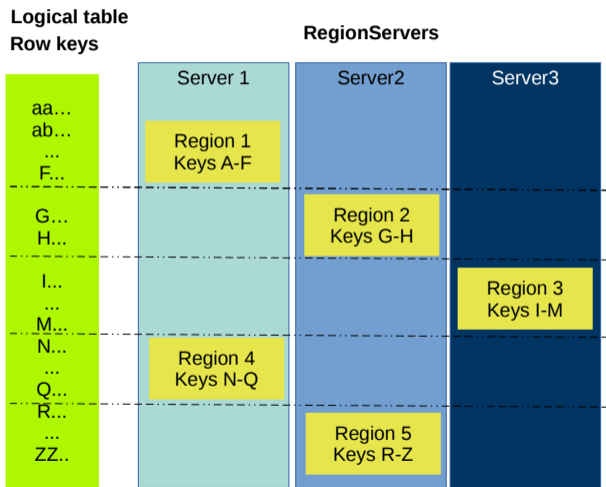 Logical table
Row keys
RegionServers
Server 1
Server2
Server3
aa...
ab...
...
F...
Region 1
Keys A-F
G...
H...
Region 2
Keys G-H
I...
...
M...
Region 3
Keys I-M
N...
...
Q...
Region 4
Keys N-Q
R...
...
ZZ..
Region 5
Keys R-Z